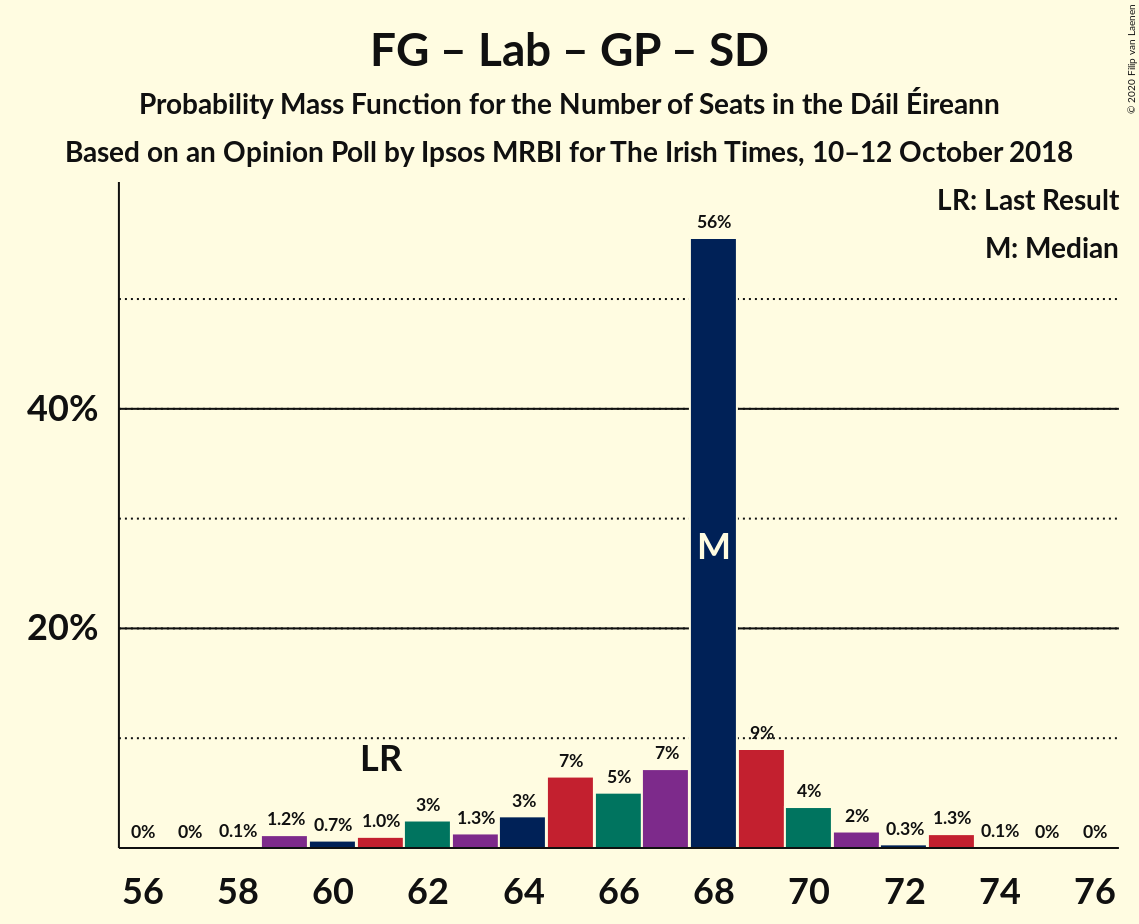 FG – Lab – GP – SD
Probability Mass Function for the Number of Seats in the Dáil Éireann
Based on an Opinion Poll by Ipsos MRBI for The Irish Times, 10–12 October 2018
© 2020 Filip van Laenen
LR: Last Result
M: Median
56%
40%
M
20%
9%
LR
7%
7%
5%
4%
3%
3%
2%
1.3%
1.3%
1.2%
1.0%
0.7%
0.3%
0.1%
0.1%
0%
0%
0%
0%
56 58 60 62 64 66 68 70 72 74 76